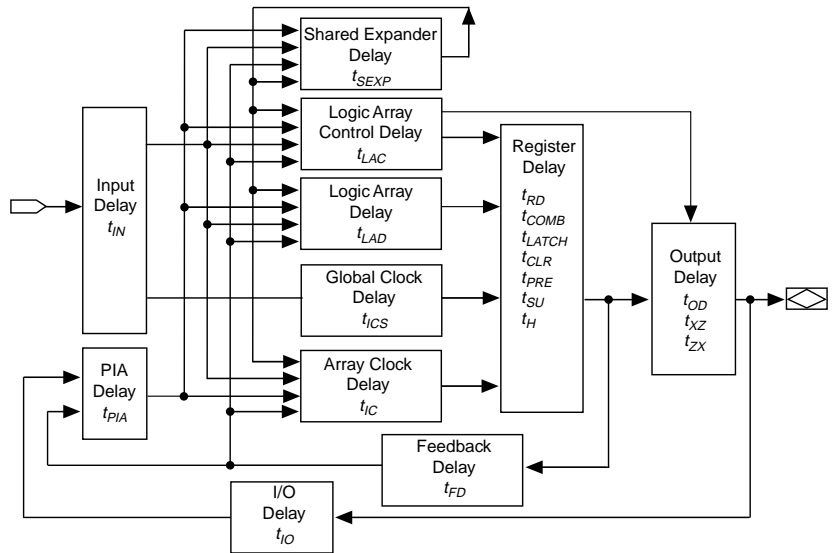 Shared Expander
Delay
tSEXP
Logic Array
Control Delay
tLAC
Register
Delay
tRD
tCOMB
tLATCH
tCLR
tPRE
tSU
tH
Input
Delay
tIN
Logic Array
Delay
tLAD
Output
Delay
tOD
tXZ
tZX
Global Clock
Delay
tICS
PIA
Delay
tPIA
Array Clock
Delay
tIC
Feedback
Delay
tFD
I/O
Delay
tIO